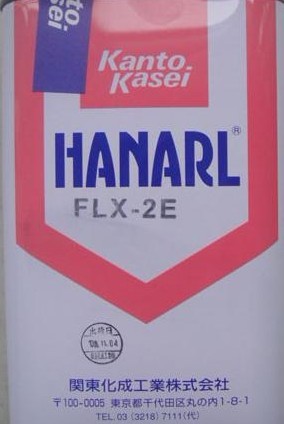 Kanto
Kasei
HANARL®
FLX-2E
関東化成工業株式会社
〒100-0005 東京都千代田区丸の内1-8-1
TEL. 03 (3218) 7111(代)